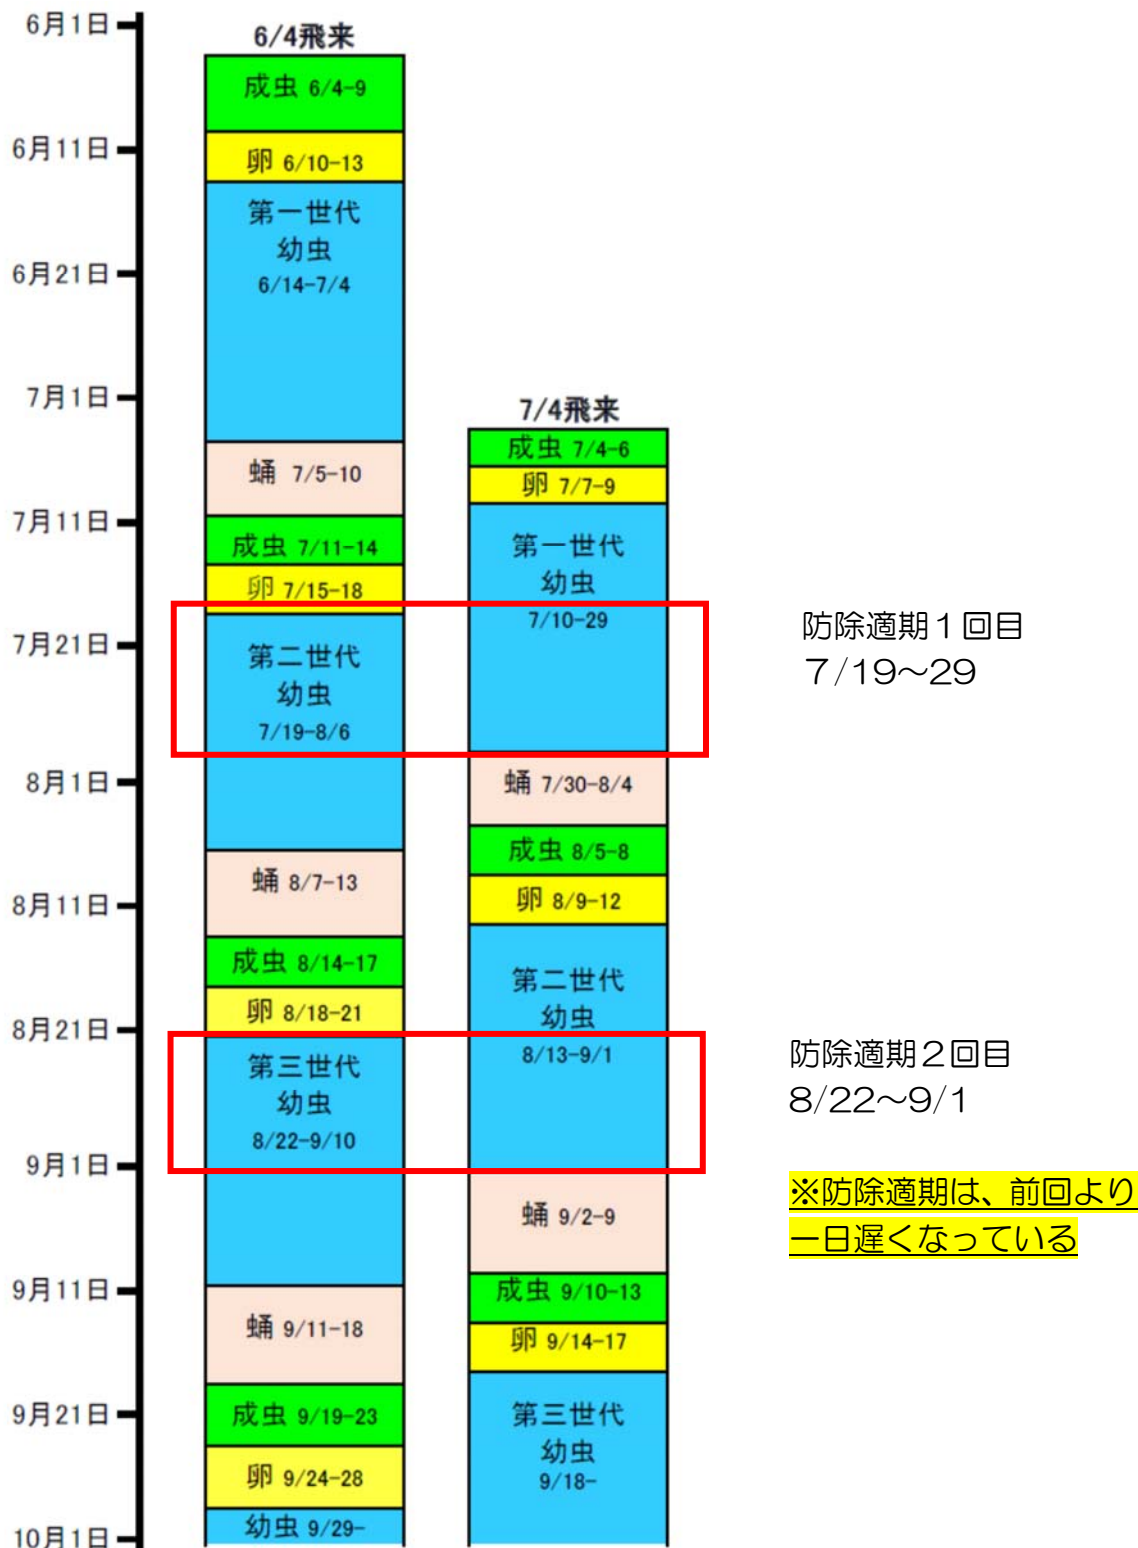 6月1日
6月11日
6月21日
7月1日
7月11日
7月21日
8月1日
8月11日
8月21日
9月1日
9月11日
9月21日
10月1日
6/4飛来
成虫 6/4-9
卵 6/10-13
第一世代
幼虫
6/14-7/4
蛹 7/5-10
成虫 7/11-14
卵 7/15-18
第二世代
幼虫
7/19-8/6
蛹 8/7-13
成虫 8/14-17
卵 8/18-21
第三世代
幼虫
8/22-9/10
蛹 9/11-18
成虫 9/19-23
卵 9/24-28
幼虫 9/29-
7/4飛来
成虫 7/4-6
卵 7/7-9
第一世代
幼虫
7/10-29
蛹 7/30-8/4
成虫 8/5-8
卵 8/9-12
第二世代
幼虫
8/13-9/1
蛹 9/2-9
成虫 9/10-13
卵 9/14-17
第三世代
幼虫
9/18-
防除適期1回目
7/19～29
防除適期2回目
8/22～9/1
※防除適期は、前回より
一日遅くなっている